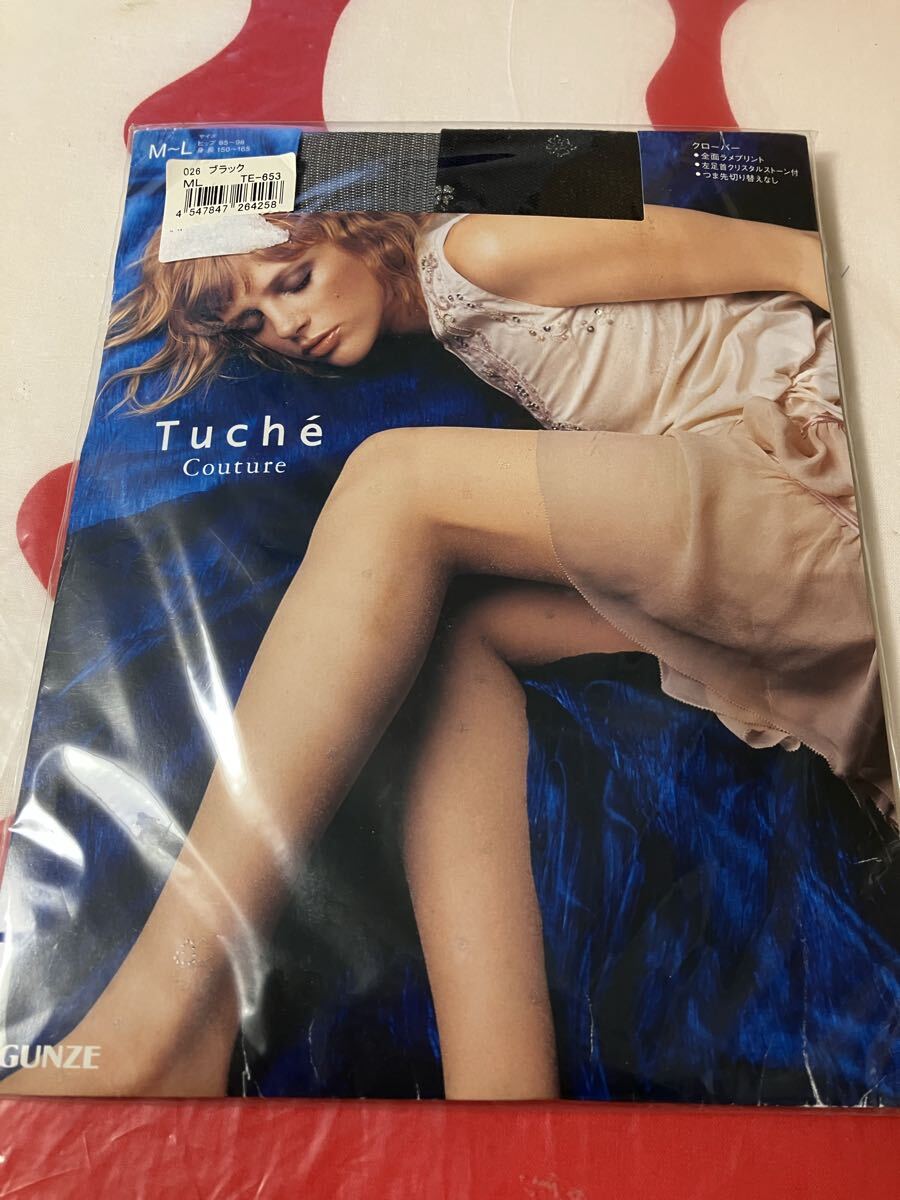 M~L
サイズ
ヒップ 85~98
身長 150~165
026 ブラック
ML TE-653
4 547847 264258
クローバー
●全面ラメプリント
●左足首クリスタルストーン付
●つま先切り替えなし
Tuché
Couture
GUNZE